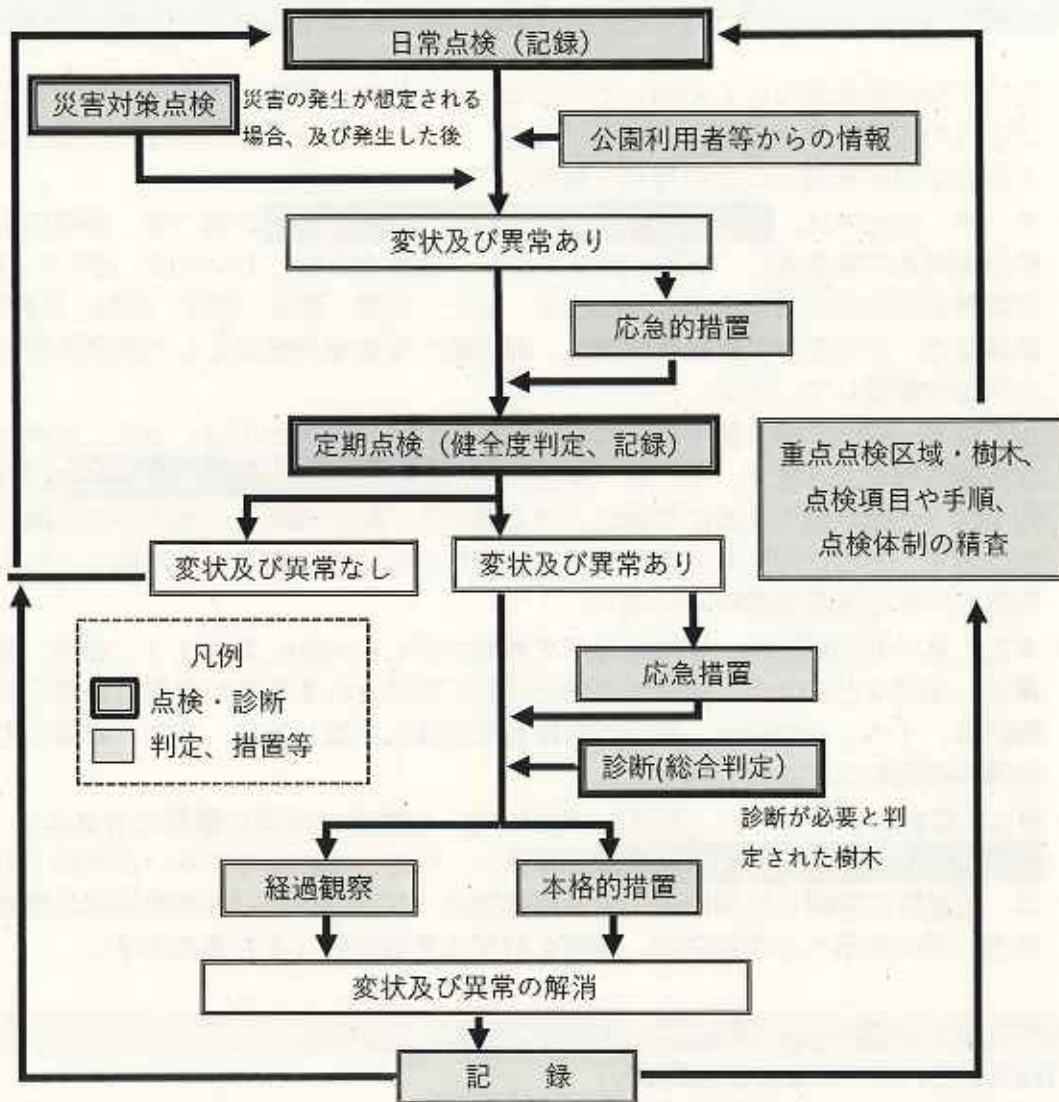 日常点検（記録）
災害対策点検
災害の発生が想定される
場合、及び発生した後
公園利用者等からの情報
変状及び異常あり
応急的措置
定期点検（健全度判定、記録）
重点点検区域・樹木、
点検項目や手順、
点検体制の精査
変状及び異常なし
変状及び異常あり
凡例
点検・診断
判定、措置等
応急措置
診断(総合判定）
診断が必要と判
定された樹木
経過観察
本格的措置
変状及び異常の解消
記　録